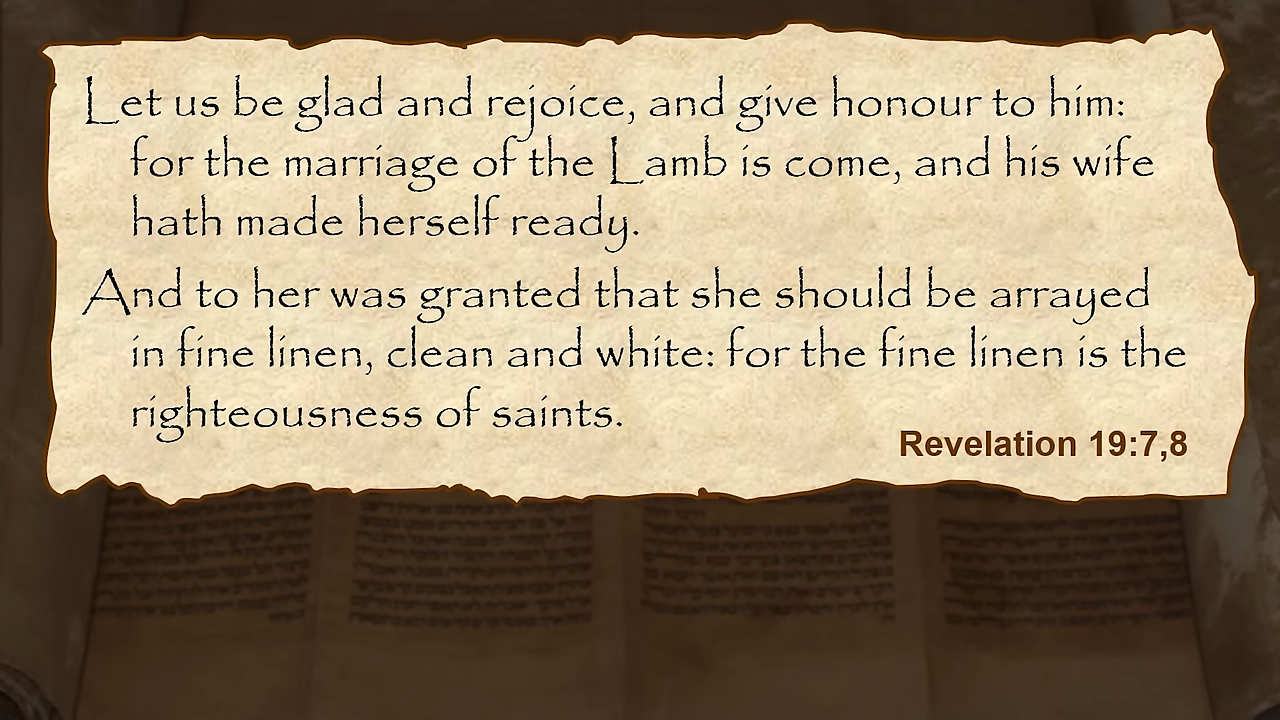 Let us be glad and rejoice, and give honour to him:
for the marriage of the Lamb is come, and his wife
hath made herself ready.
And to her was granted that she should be arrayed
in fine linen, clean and white: for the fine linen is the
righteousness of saints.
Revelation 19:7,8